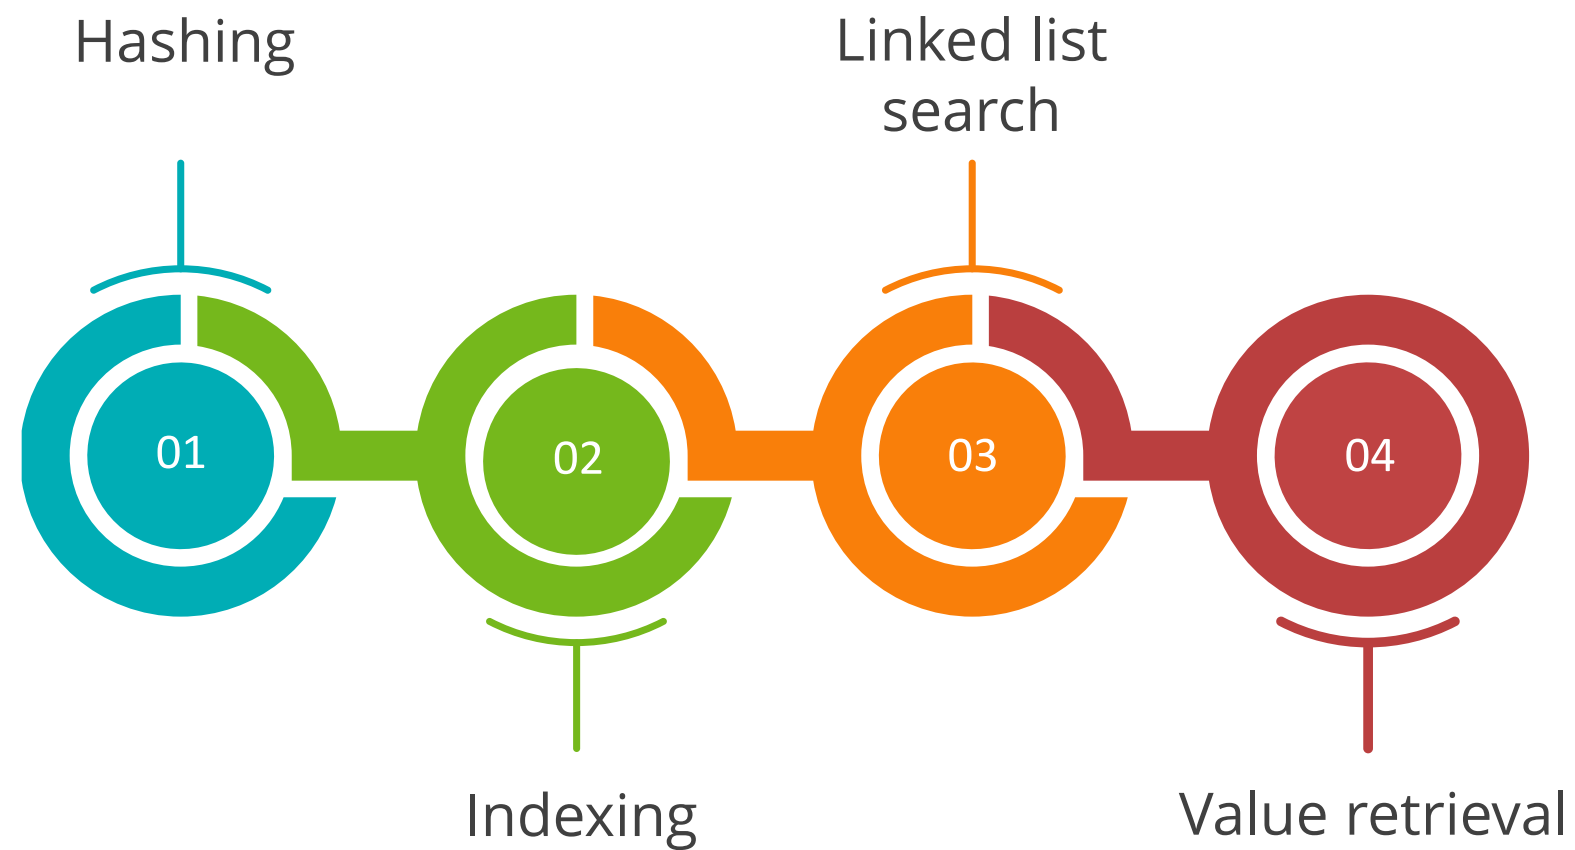 Hashing
Linked list
search
01
02
03
04
Indexing
Value retrieval